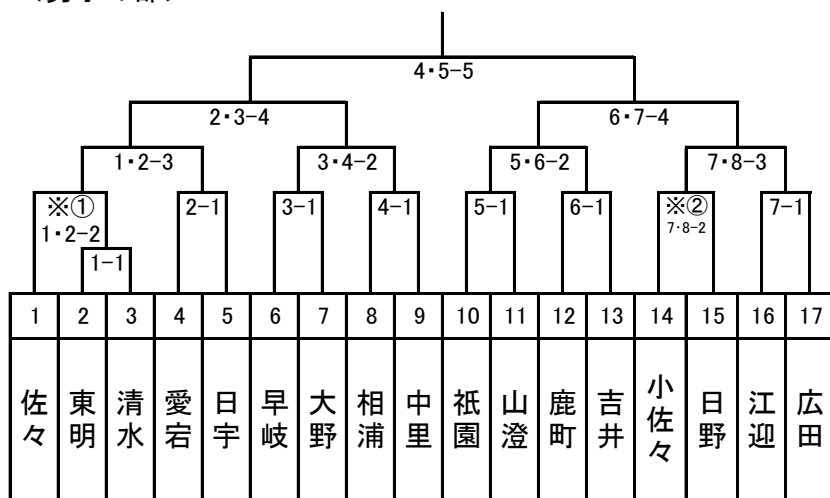 4・5-5
2・3-4
6・7-4
1・2-3
3・4-2
5・6-2
7・8-3
※①
1・2-2
2-1
3-1
4-1
5-1
6-1
※②
7・8-2
7-1
1-1
1 2 3 4 5 6 7 8 9 10 11 12 13 14 15 16 17
佐々
東明
清水
愛宕
日宇
早岐
大野
相浦
中里
祇園
山澄
鹿町
吉井
小佐々
日野
江迎
広田